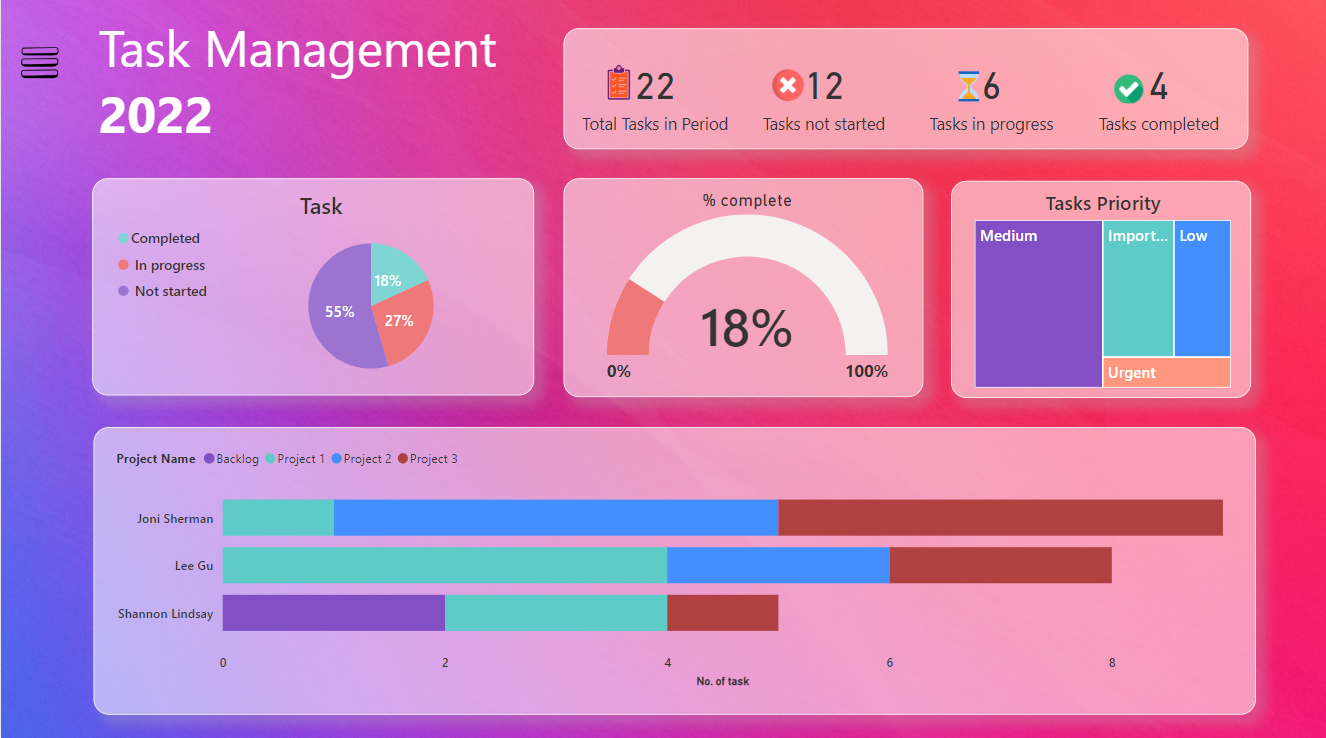 Task Management
2022
22
Total Tasks in Period
12
Tasks not started
6
Tasks in progress
4
Tasks completed
Task
Completed
In progress
Not started
18%
27%
55%
% complete
18%
0%
100%
Tasks Priority
Medium
Import...
Low
Urgent
Project Name Backlog Project 1 Project 2 Project 3
Joni Sherman
Lee Gu
Shannon Lindsay
0 2 4 6 8
No. of task